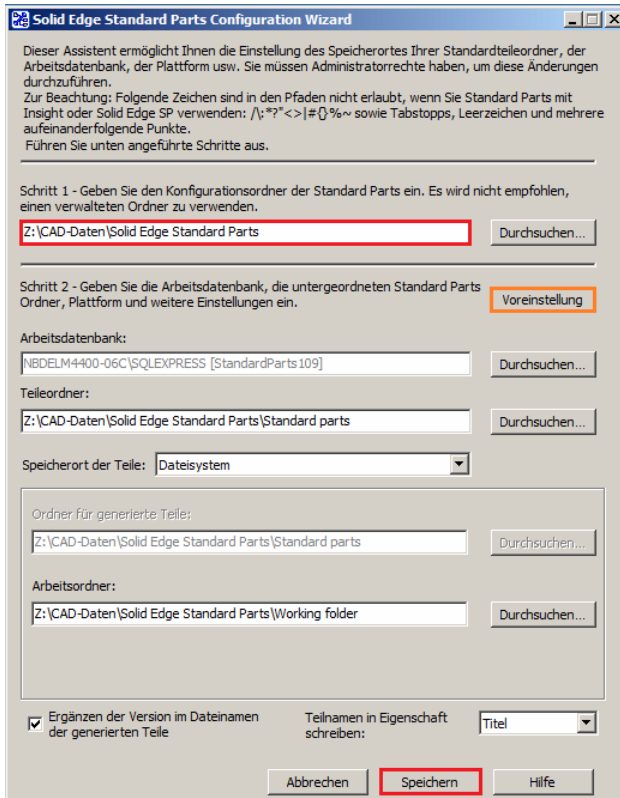 Solid Edge Standard Parts Configuration Wizard
Dieser Assistent ermöglicht Ihnen die Einstellung des Speicherortes Ihrer Standardteileordner, der
Arbeitsdatenbank, der Plattform usw. Sie müssen Administratorrechte haben, um diese Änderungen
durchzuführen.
Zur Beachtung: Folgende Zeichen sind in den Pfaden nicht erlaubt, wenn Sie Standard Parts mit
Insight oder Solid Edge SP verwenden: /\:*?"<>|#{}%~ sowie Tabstopps, Leerzeichen und mehrere
aufeinanderfolgende Punkte.
Führen Sie unten angeführte Schritte aus.
Schritt 1 - Geben Sie den Konfigurationsordner der Standard Parts ein. Es wird nicht empfohlen,
einen verwalteten Ordner zu verwenden.
Z:\CAD-Daten\Solid Edge Standard Parts
Durchsuchen...
Schritt 2 - Geben Sie die Arbeitsdatenbank, die untergeordneten Standard Parts
Ordner, Plattform und weitere Einstellungen ein.
Voreinstellung
Arbeitsdatenbank:
NBDELM4400-06C\SQLEXPRESS [StandardParts109]
Durchsuchen...
Teileordner:
Z:\CAD-Daten\Solid Edge Standard Parts\Standard parts
Durchsuchen...
Speicherort der Teile:
Dateisystem
Ordner für generierte Teile:
Z:\CAD-Daten\Solid Edge Standard Parts\Standard parts
Durchsuchen...
Arbeitsordner:
Z:\CAD-Daten\Solid Edge Standard Parts\Working folder
Durchsuchen...
Ergänzen der Version im Dateinamen
der generierten Teile
Teilnamen in Eigenschaft
schreiben:
Titel
Abbrechen
Speichern
Hilfe